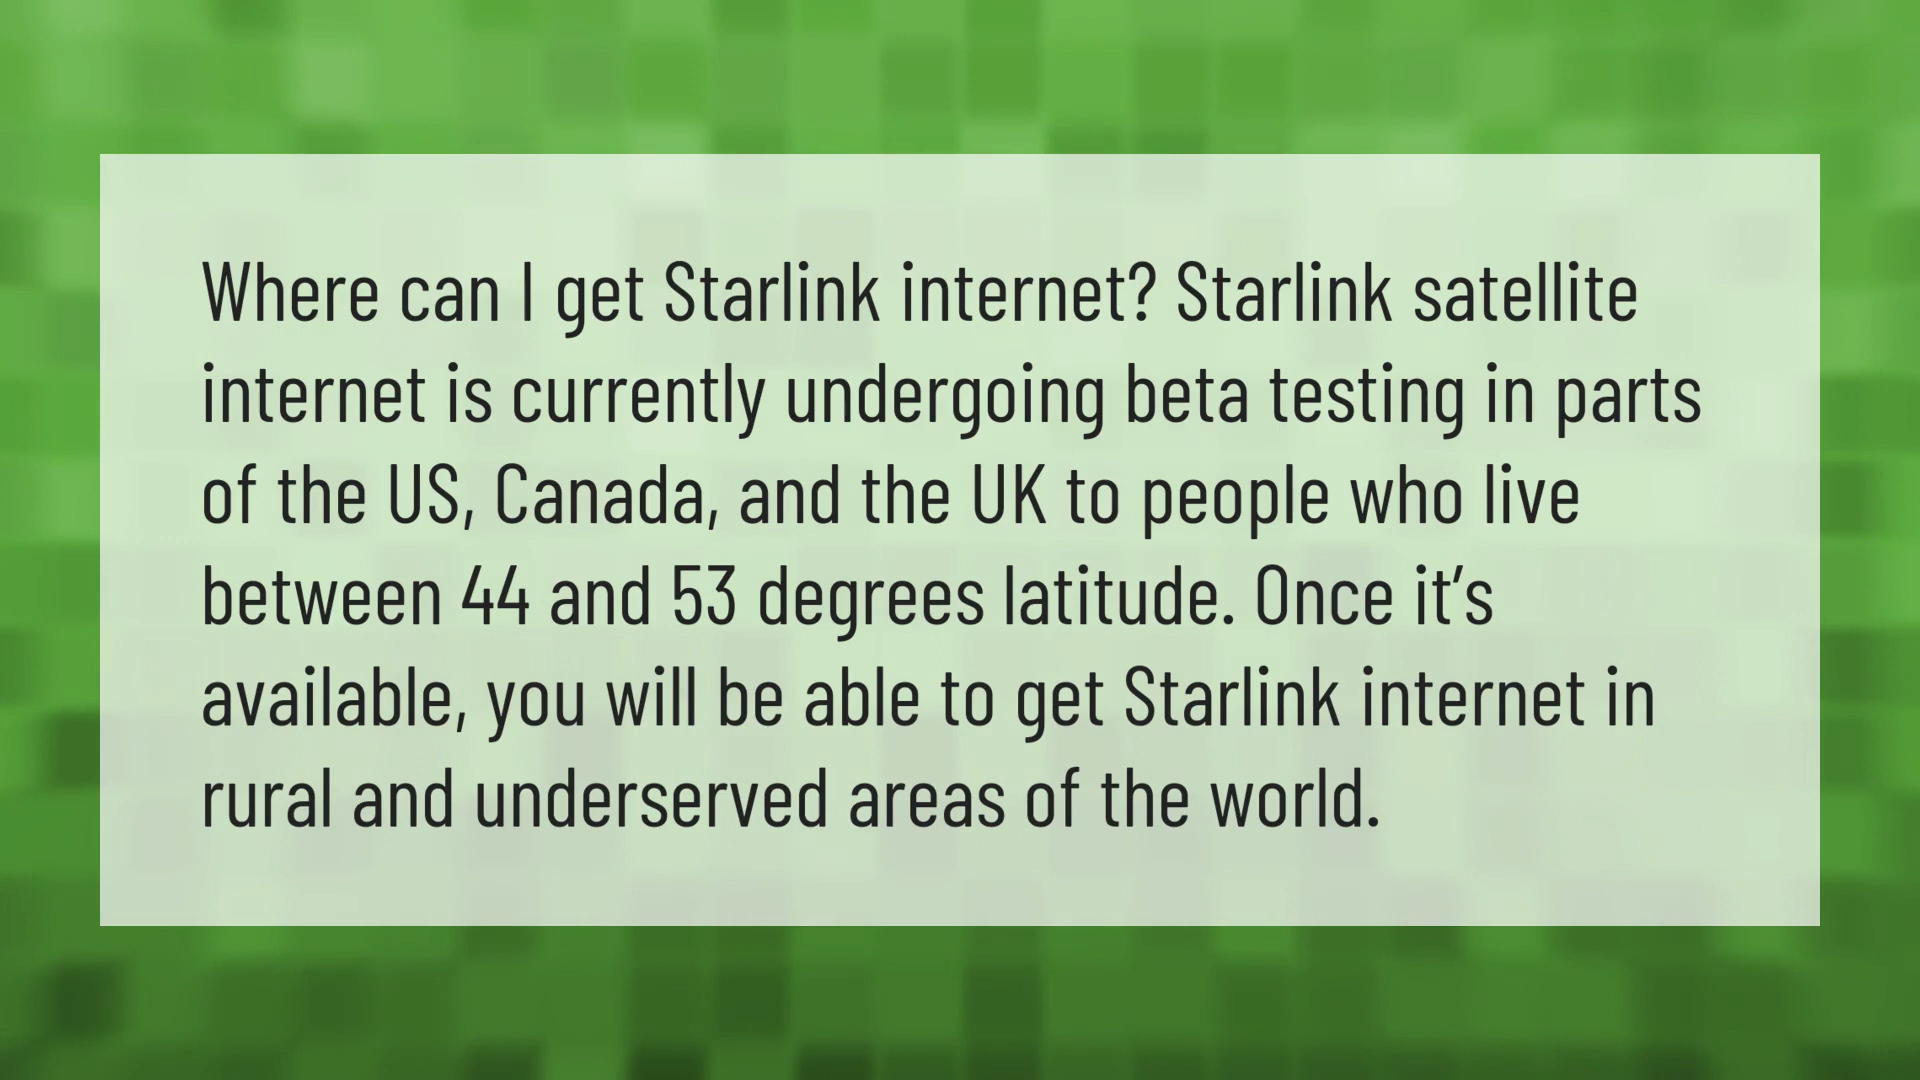 Where can I get Starlink internet? Starlink satellite
internet is currently undergoing beta testing in parts
of the US, Canada, and the UK to people who live
between 44 and 53 degrees latitude. Once it’s
available, you will be able to get Starlink internet in
rural and underserved areas of the world.